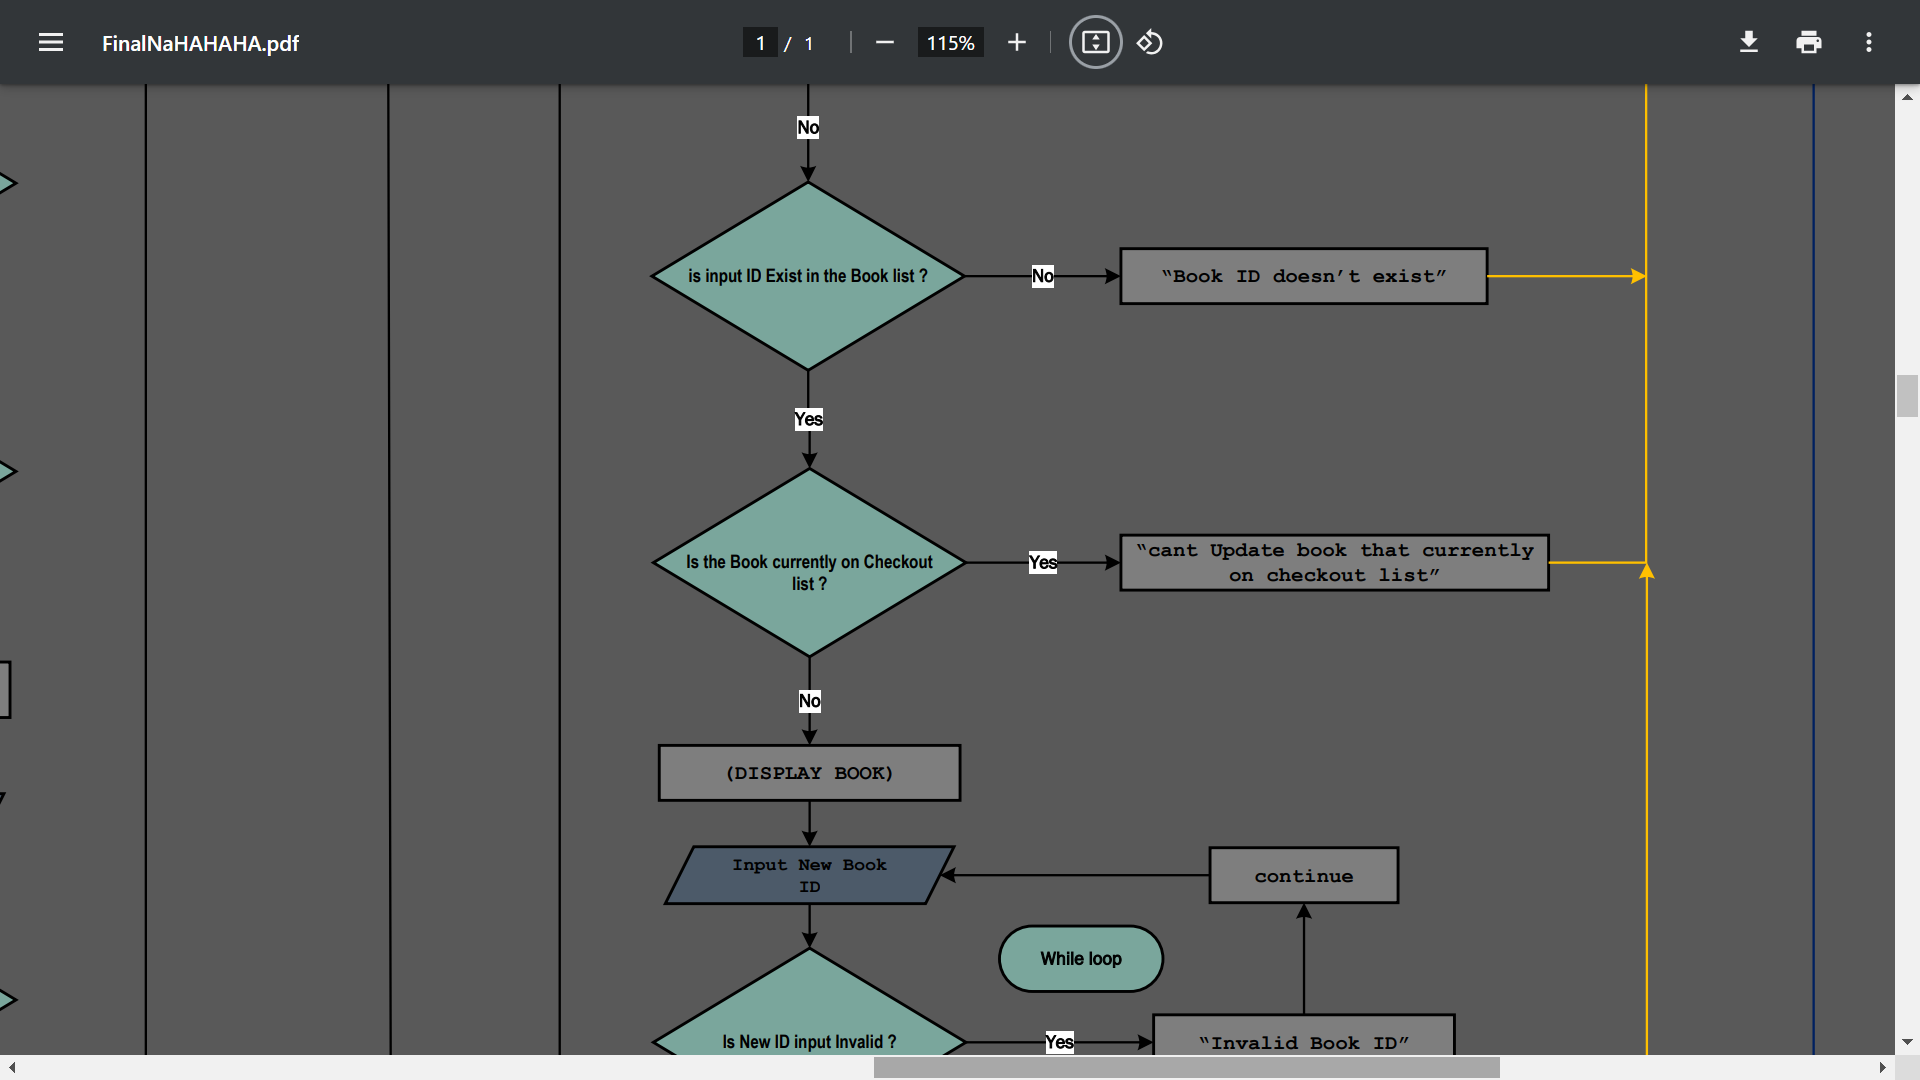 FinalNaHAHAHA.pdf
1 / 1
115%
No
is input ID Exist in the Book list ?
No
“Book ID doesn’t exist”
Yes
Is the Book currently on Checkout
list ?
Yes
“cant Update book that currently
on checkout list”
No
(DISPLAY BOOK)
Input New Book
ID
continue
While loop
Is New ID input Invalid ?
Yes
“Invalid Book ID”